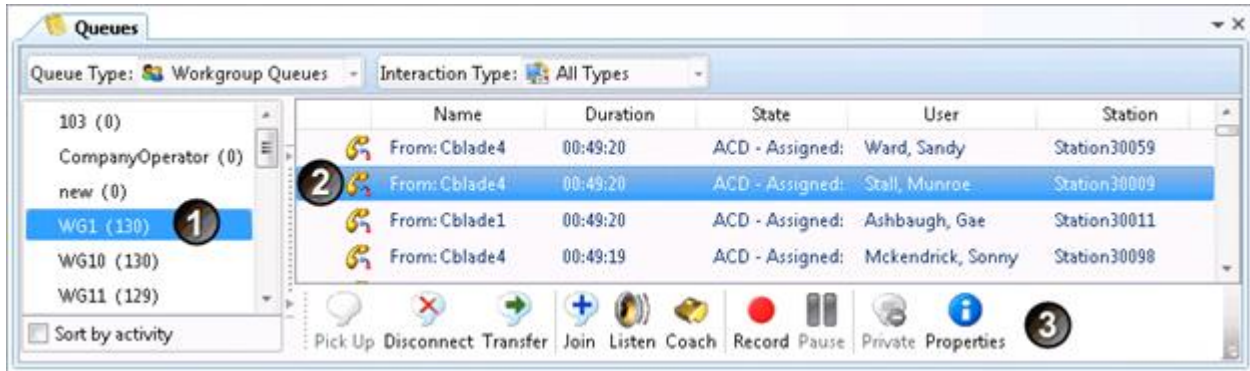 Queues
Queue Type: Workgroup Queues Interaction Type: All Types
103 (0)
CompanyOperator (0)
new (0)
WG1 (130) 1
WG10 (130)
WG11 (129)
Sort by activity
Name Duration State User Station
From: Cblade4 00:49:20 ACD - Assigned: Ward, Sandy Station30059
2 From: Cblade4 00:49:20 ACD - Assigned: Stall, Munroe Station30009
From: Cblade1 00:49:20 ACD - Assigned: Ashbaugh, Gae Station30011
From: Cblade4 00:49:19 ACD - Assigned: Mckendrick, Sonny Station30098
Pick Up Disconnect Transfer Join Listen Coach Record Pause Private Properties 3